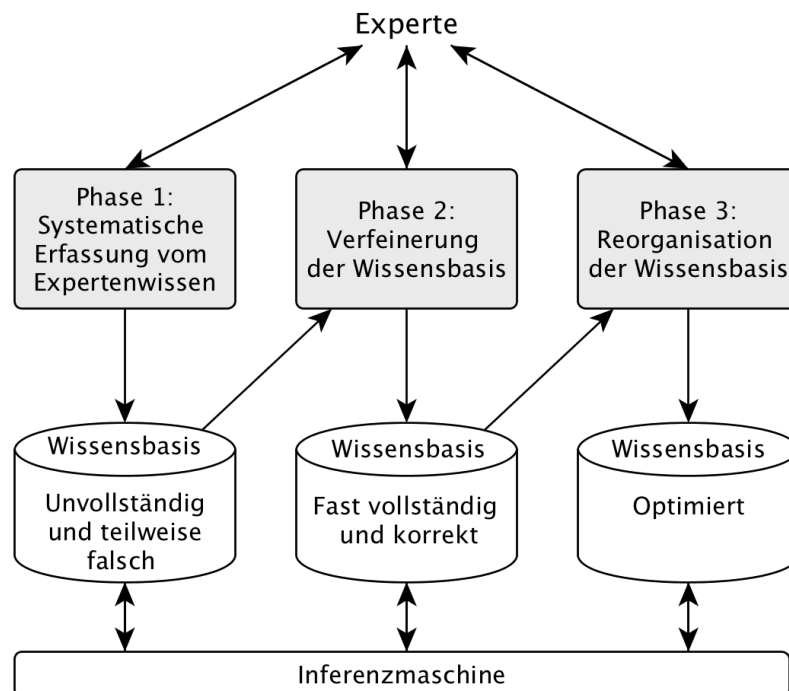 Experte
Phase 1:
Systematische
Erfassung vom
Expertenwissen
Phase 2:
Verfeinerung
der Wissensbasis
Phase 3:
Reorganisation
der Wissensbasis
Wissensbasis
Unvollständig
und teilweise
falsch
Wissensbasis
Fast vollständig
und korrekt
Wissensbasis
Optimiert
Inferenzmaschine